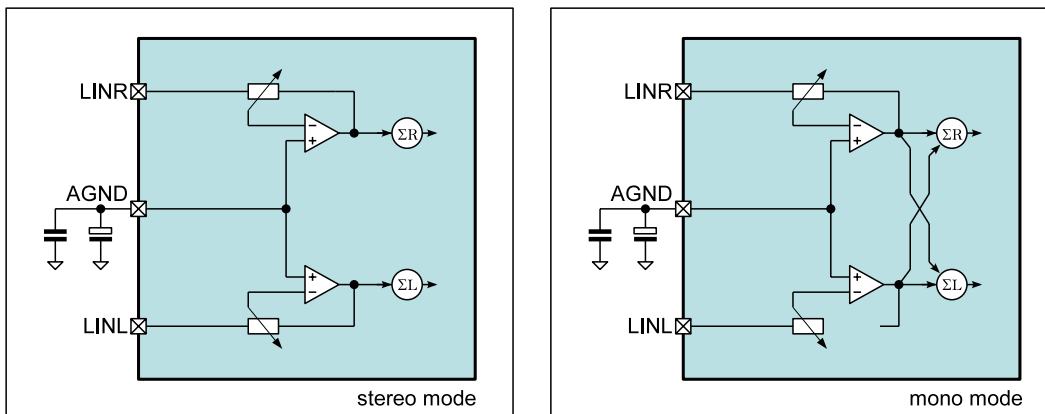 LINR
−
+
ΣR
AGND
+
−
ΣL
LINL
stereo mode
LINR
−
+
ΣR
AGND
+
−
ΣL
LINL
mono mode